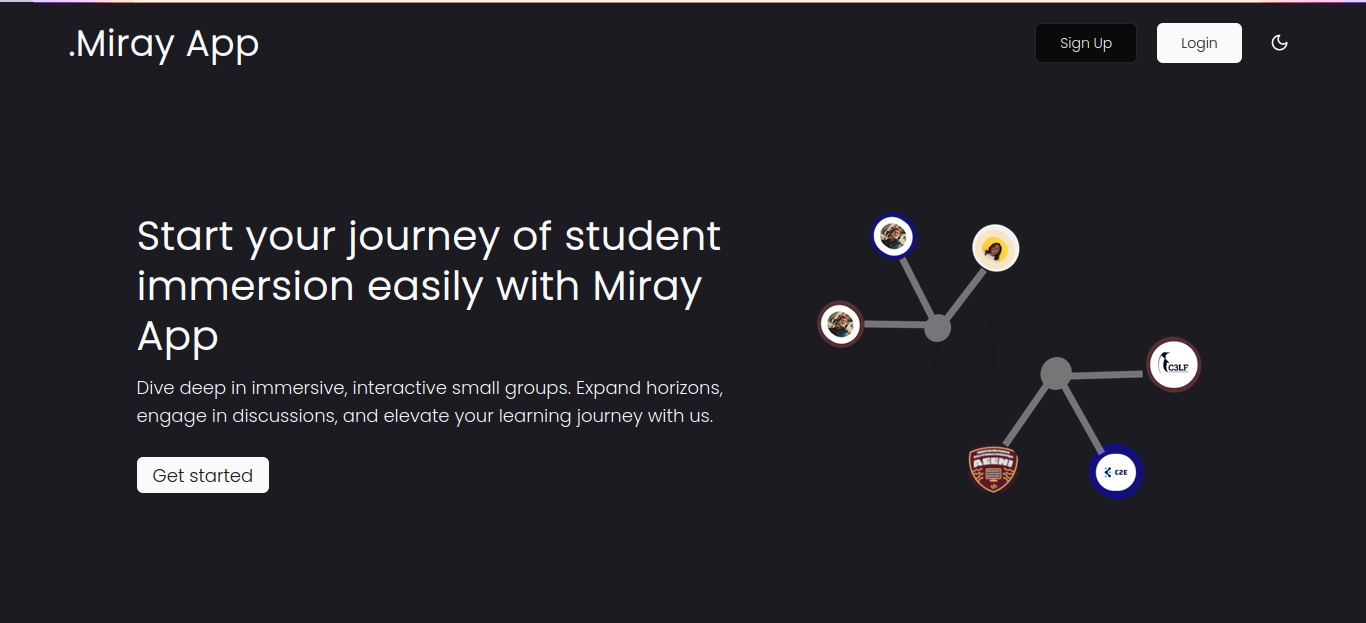 .Miray App
Sign Up
Login
Start your journey of student
immersion easily with Miray
App
Dive deep in immersive, interactive small groups. Expand horizons,
engage in discussions, and elevate your learning journey with us.
Get started
C3LF
AEENI
C2E